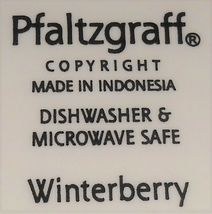 Pfaltzgraff®
COPYRIGHT
MADE IN INDONESIA
DISHWASHER &
MICROWAVE SAFE
Winterberry